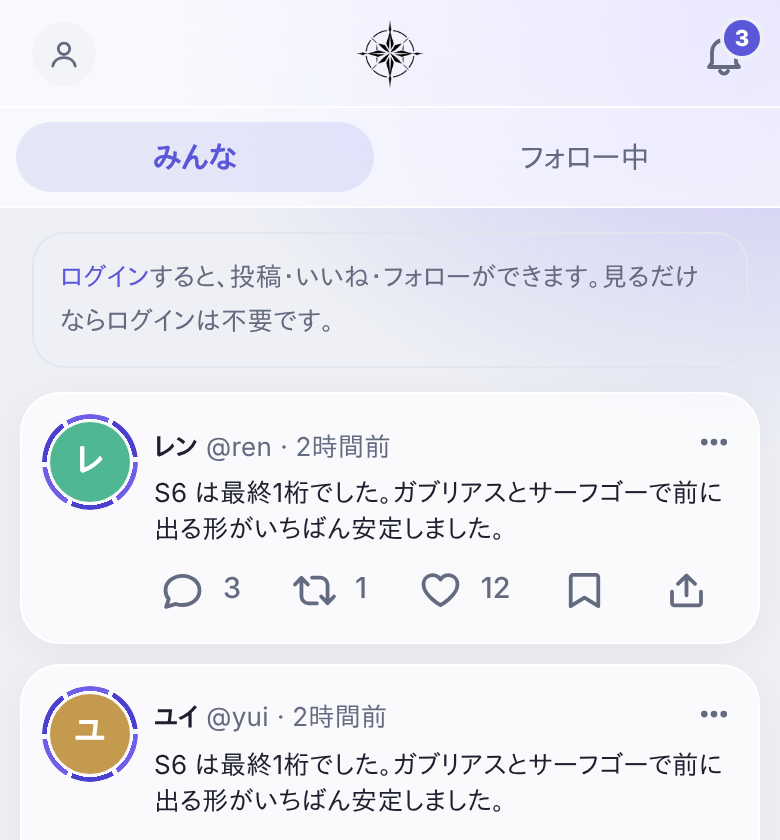 3
みんな
フォロー中
ログインすると、投稿・いいね・フォローができます。見るだけ
ならログインは不要です。
レ
レン @ren · 2時間前
S6 は最終1桁でした。ガブリアスとサーフゴーで前に
出る形がいちばん安定しました。
3 1 12
ユ
ユイ @yui · 2時間前
S6 は最終1桁でした。ガブリアスとサーフゴーで前に
出る形がいちばん安定しました。